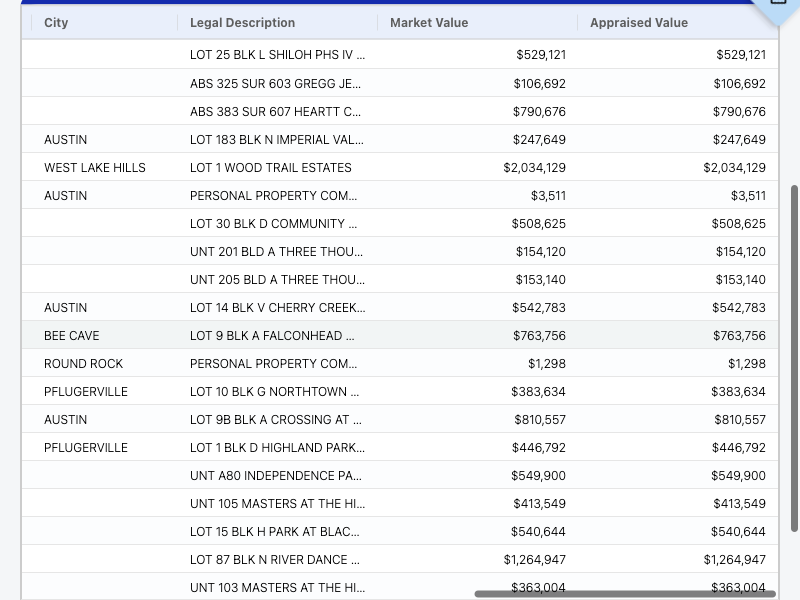 City Legal Description Market Value Appraised Value
LOT 25 BLK L SHILOH PHS IV ... $529,121 $529,121
ABS 325 SUR 603 GREGG JE... $106,692 $106,692
ABS 383 SUR 607 HEARTT C... $790,676 $790,676
AUSTIN LOT 183 BLK N IMPERIAL VAL... $247,649 $247,649
WEST LAKE HILLS LOT 1 WOOD TRAIL ESTATES $2,034,129 $2,034,129
AUSTIN PERSONAL PROPERTY COM... $3,511 $3,511
LOT 30 BLK D COMMUNITY ... $508,625 $508,625
UNT 201 BLD A THREE THOU... $154,120 $154,120
UNT 205 BLD A THREE THOU... $153,140 $153,140
AUSTIN LOT 14 BLK V CHERRY CREEK... $542,783 $542,783
BEE CAVE LOT 9 BLK A FALCONHEAD ... $763,756 $763,756
ROUND ROCK PERSONAL PROPERTY COM... $1,298 $1,298
PFLUGERVILLE LOT 10 BLK G NORTHTOWN ... $383,634 $383,634
AUSTIN LOT 9B BLK A CROSSING AT ... $810,557 $810,557
PFLUGERVILLE LOT 1 BLK D HIGHLAND PARK... $446,792 $446,792
UNT A80 INDEPENDENCE PA... $549,900 $549,900
UNT 105 MASTERS AT THE HI... $413,549 $413,549
LOT 15 BLK H PARK AT BLAC... $540,644 $540,644
LOT 87 BLK N RIVER DANCE ... $1,264,947 $1,264,947
UNT 103 MASTERS AT THE HI... $363,004 $363,004